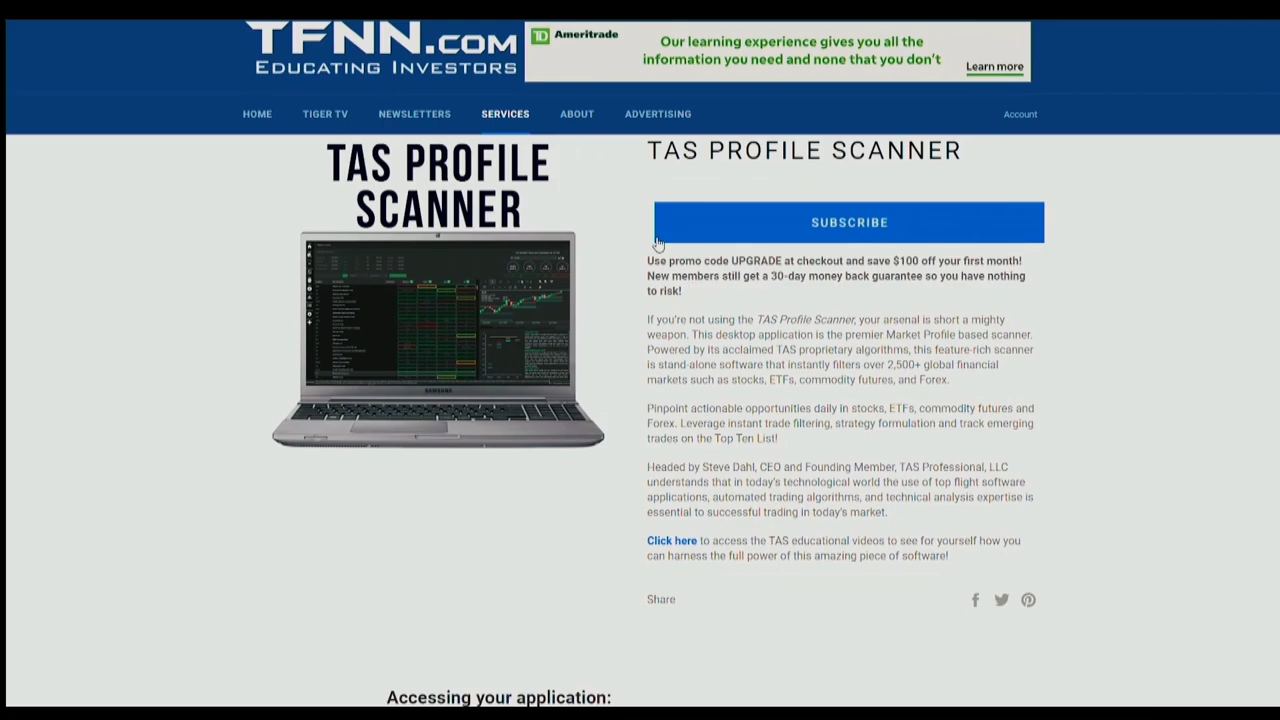 TFNN.COM
EDUCATING INVESTORS
TD Ameritrade
Our learning experience gives you all the
information you need and none that you don't
Learn more
HOME
TIGER TV
NEWSLETTERS
SERVICES
ABOUT
ADVERTISING
Account
TAS PROFILE
SCANNER
SAMSUNG
TAS PROFILE SCANNER
SUBSCRIBE
Use promo code UPGRADE at checkout and save $100 off your first month!
New members still get a 30-day money back guarantee so you have nothing
to risk!
If you're not using the TAS Profile Scanner, your arsenal is short a mighty
weapon. This desktop application is the premier Market Profile based scanner.
Powered by its acclaimed TAS proprietary algorithms, this feature-rich scanner
is stand-alone software that instantly filters over 2,500+ global financial
markets such as stocks, ETFs, commodity futures, and Forex.
Pinpoint actionable opportunities daily in stocks, ETFs, commodity futures and
Forex. Leverage instant trade filtering, strategy formulation and track emerging
trades on the Top Ten List!
Headed by Steve Dahl, CEO and Founding Member, TAS Professional, LLC
understands that in today's technological world the use of top flight software
applications, automated trading algorithms, and technical analysis expertise is
essential to successful trading in today's market.
Click here to access the TAS educational videos to see for yourself how you
can harness the full power of this amazing piece of software!
Share
Accessing your application: